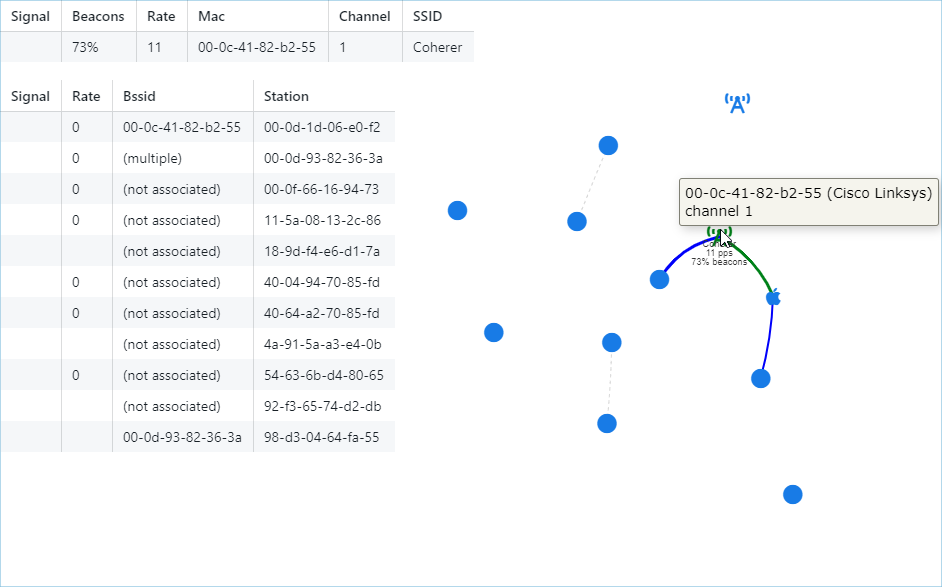 Signal Beacons Rate Mac Channel SSID
73% 11 00-0c-41-82-b2-55 1 Coherer
Signal Rate Bssid Station
0 00-0c-41-82-b2-55 00-0d-1d-06-e0-f2
0 (multiple) 00-0d-93-82-36-3a
0 (not associated) 00-0f-66-16-94-73
0 (not associated) 11-5a-08-13-2c-86
(not associated) 18-9d-f4-e6-d1-7a
0 (not associated) 40-04-94-70-85-fd
0 (not associated) 40-64-a2-70-85-fd
(not associated) 4a-91-5a-a3-e4-0b
0 (not associated) 54-63-6b-d4-80-65
(not associated) 92-f3-65-74-d2-db
00-0d-93-82-36-3a 98-d3-04-64-fa-55
00-0c-41-82-b2-55 (Cisco Linksys)
channel 1
11 pps
73% beacons